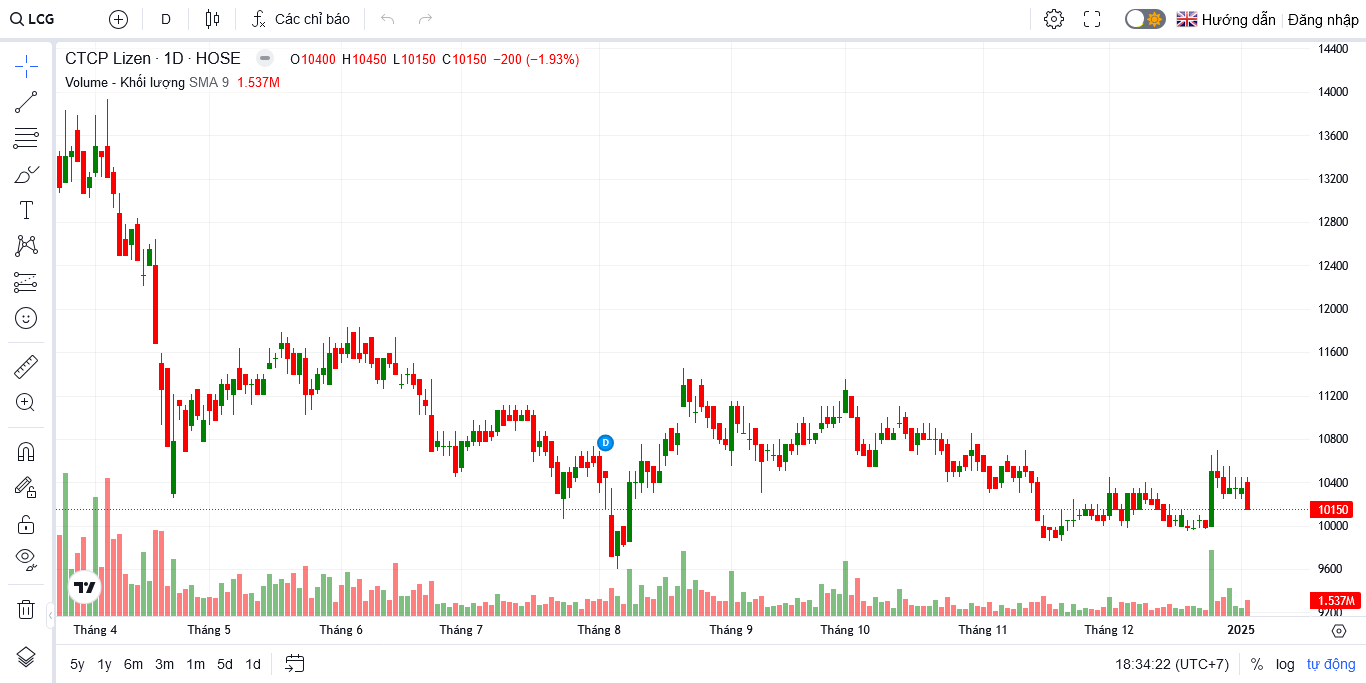 LCG D Các chỉ báo Hướng dẫn Đăng nhập
CTCP Lizen · 1D · HOSE O10400 H10450 L10150 C10150 −200 (−1.93%)
Volume - Khối lượng SMA 9 1.537M
14400
14000
13600
13200
12800
12400
12000
11600
11200
10800
D
10400
10150
10000
9600
1.537M
9200
Tháng 4 Tháng 5 Tháng 6 Tháng 7 Tháng 8 Tháng 9 Tháng 10 Tháng 11 Tháng 12 2025
5y 1y 6m 3m 1m 5d 1d 18:34:22 (UTC+7) % log tự động